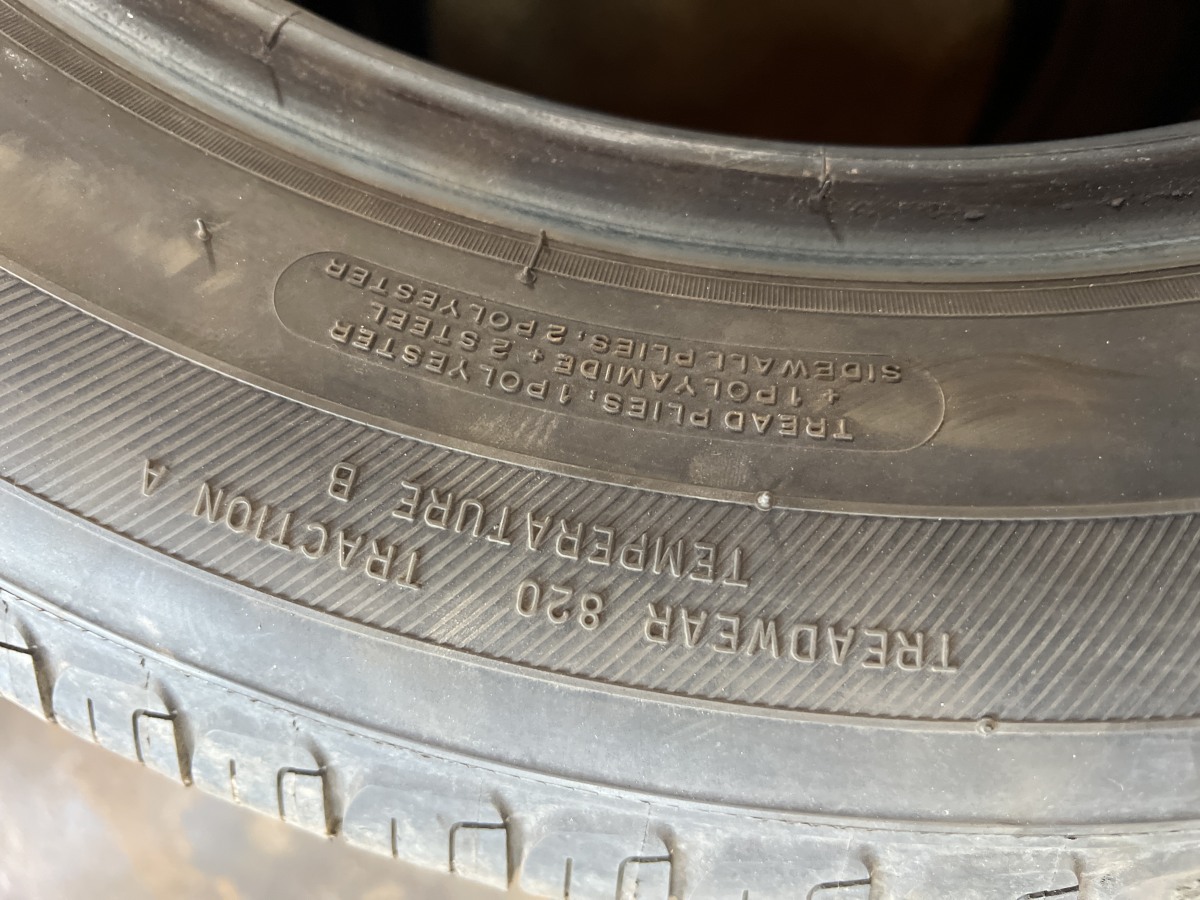 TREADWEAR 820 TRACTION A
TEMPERATURE B
TREAD PLIES, 1 POLYESTER
+ 1 POLYAMIDE + 2 STEEL
SIDEWALL PLIES, 2 POLYESTER